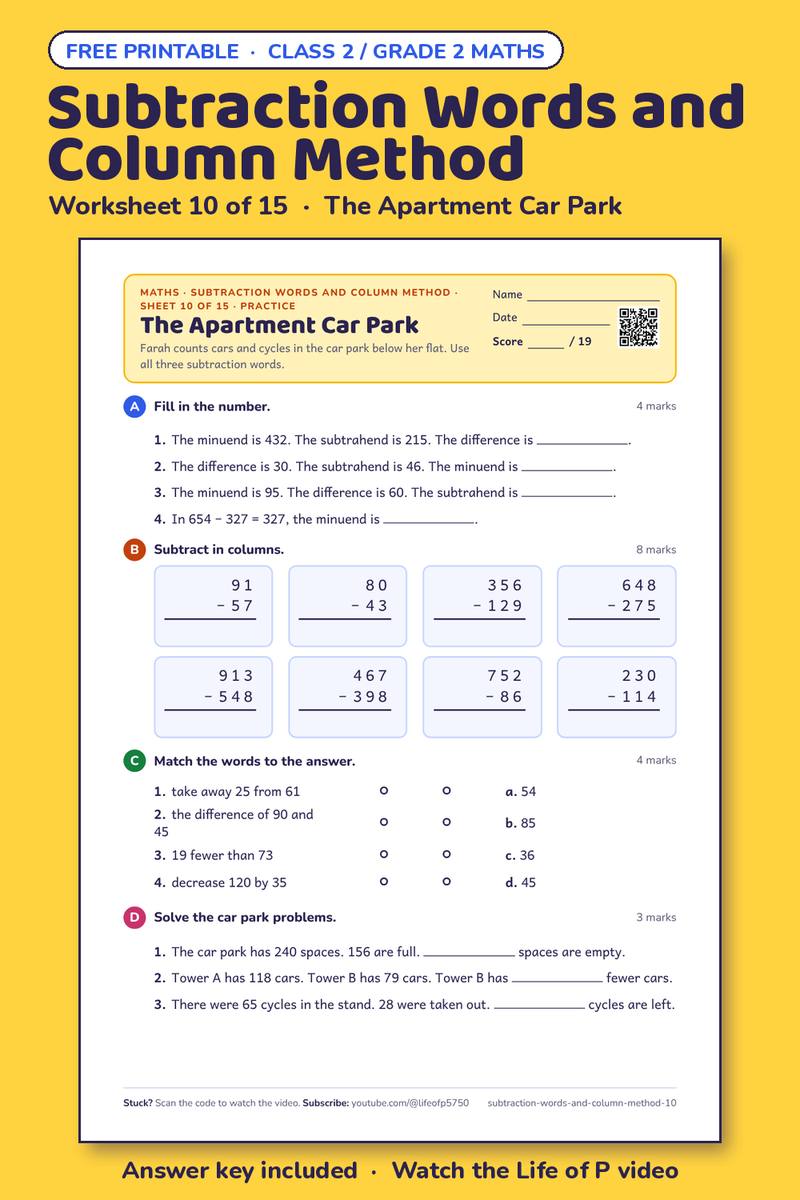 FREE PRINTABLE · CLASS 2 / GRADE 2 MATHS
Subtraction Words and
Column Method
Worksheet 10 of 15 · The Apartment Car Park
MATHS · SUBTRACTION WORDS AND COLUMN METHOD ·
SHEET 10 OF 15 · PRACTICE
The Apartment Car Park
Farah counts cars and cycles in the car park below her flat. Use
all three subtraction words.
Name ____________
Date ____________
Score ______ / 19
A Fill in the number. 4 marks
1. The minuend is 432. The subtrahend is 215. The difference is ____________.
2. The difference is 30. The subtrahend is 46. The minuend is ____________.
3. The minuend is 95. The difference is 60. The subtrahend is ____________.
4. In 654 − 327 = 327, the minuend is ____________.
B Subtract in columns. 8 marks
91 80 356 648
− 57 − 43 − 129 − 275
913 467 752 230
− 548 − 398 − 86 − 114
C Match the words to the answer. 4 marks
1. take away 25 from 61 a. 54
2. the difference of 90 and
45 b. 85
3. 19 fewer than 73 c. 36
4. decrease 120 by 35 d. 45
D Solve the car park problems. 3 marks
1. The car park has 240 spaces. 156 are full. ____________ spaces are empty.
2. Tower A has 118 cars. Tower B has 79 cars. Tower B has ____________ fewer cars.
3. There were 65 cycles in the stand. 28 were taken out. ____________ cycles are left.
Stuck? Scan the code to watch the video. Subscribe: youtube.com/@lifeofp5750 subtraction-words-and-column-method-10
Answer key included · Watch the Life of P video